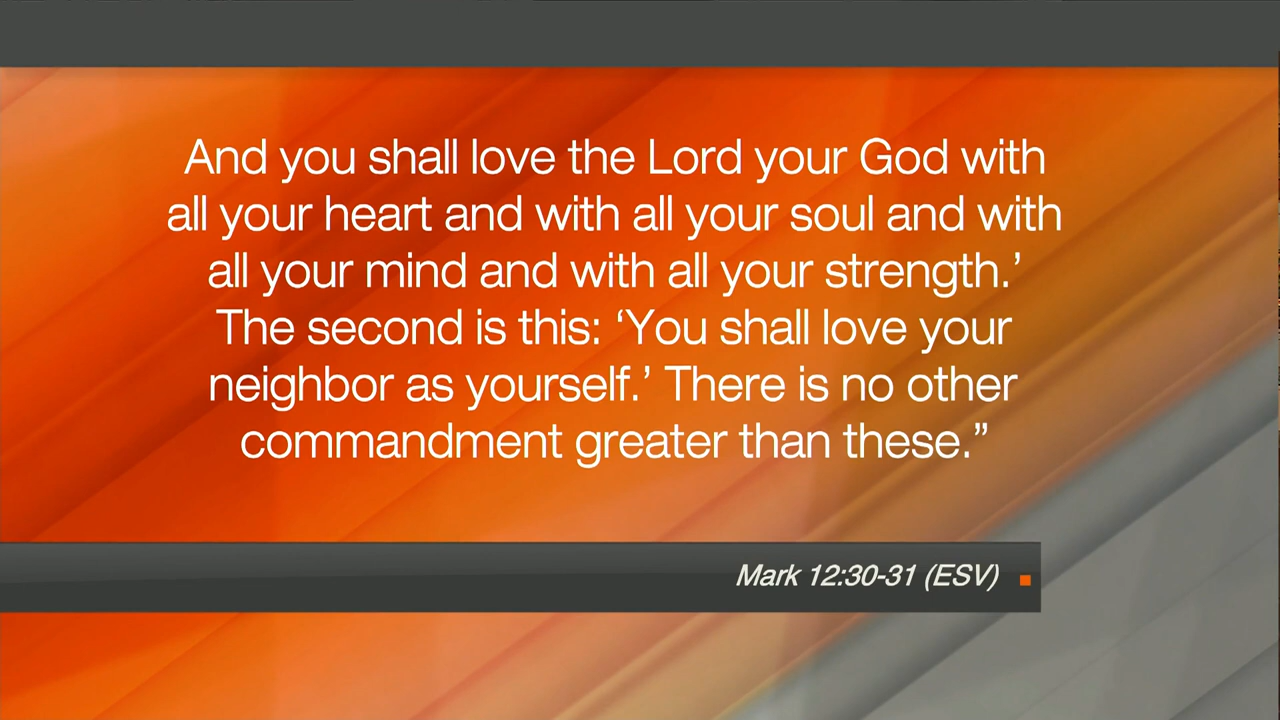 And you shall love the Lord your God with
all your heart and with all your soul and with
all your mind and with all your strength.’
The second is this: ‘You shall love your
neighbor as yourself.’ There is no other
commandment greater than these.”
Mark 12:30-31 (ESV)